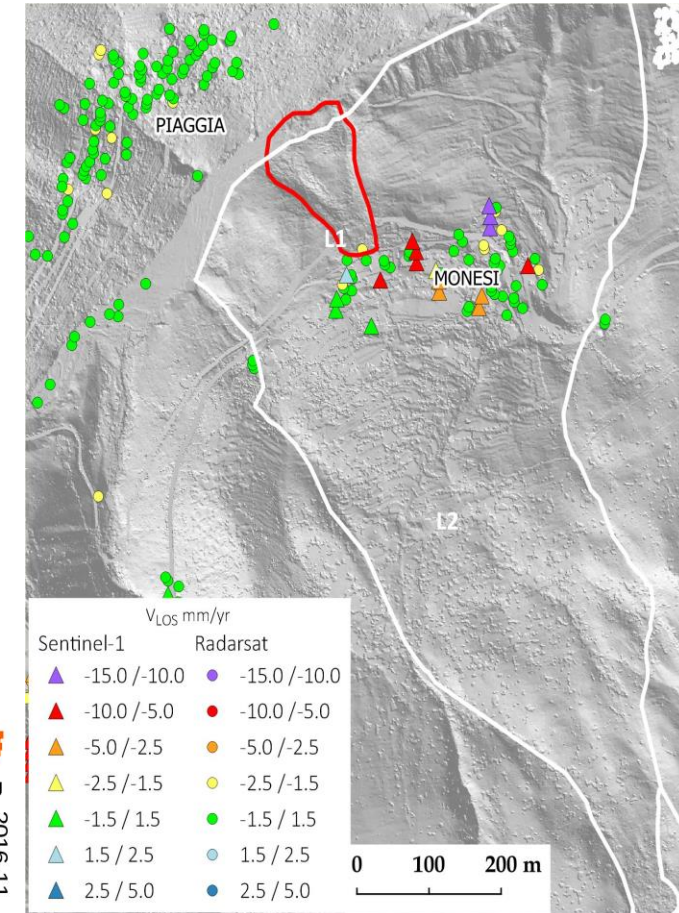 PIAGGIA
L1
MONESI
L2
V_LOS mm/yr
Sentinel-1 Radarsat
-15.0 /-10.0 -15.0 /-10.0
-10.0 /-5.0 -10.0 /-5.0
-5.0 /-2.5 -5.0 /-2.5
-2.5 /-1.5 -2.5 /-1.5
-1.5 / 1.5 -1.5 / 1.5
1.5 / 2.5 1.5 / 2.5
2.5 / 5.0 2.5 / 5.0
0 100 200 m
2016-11